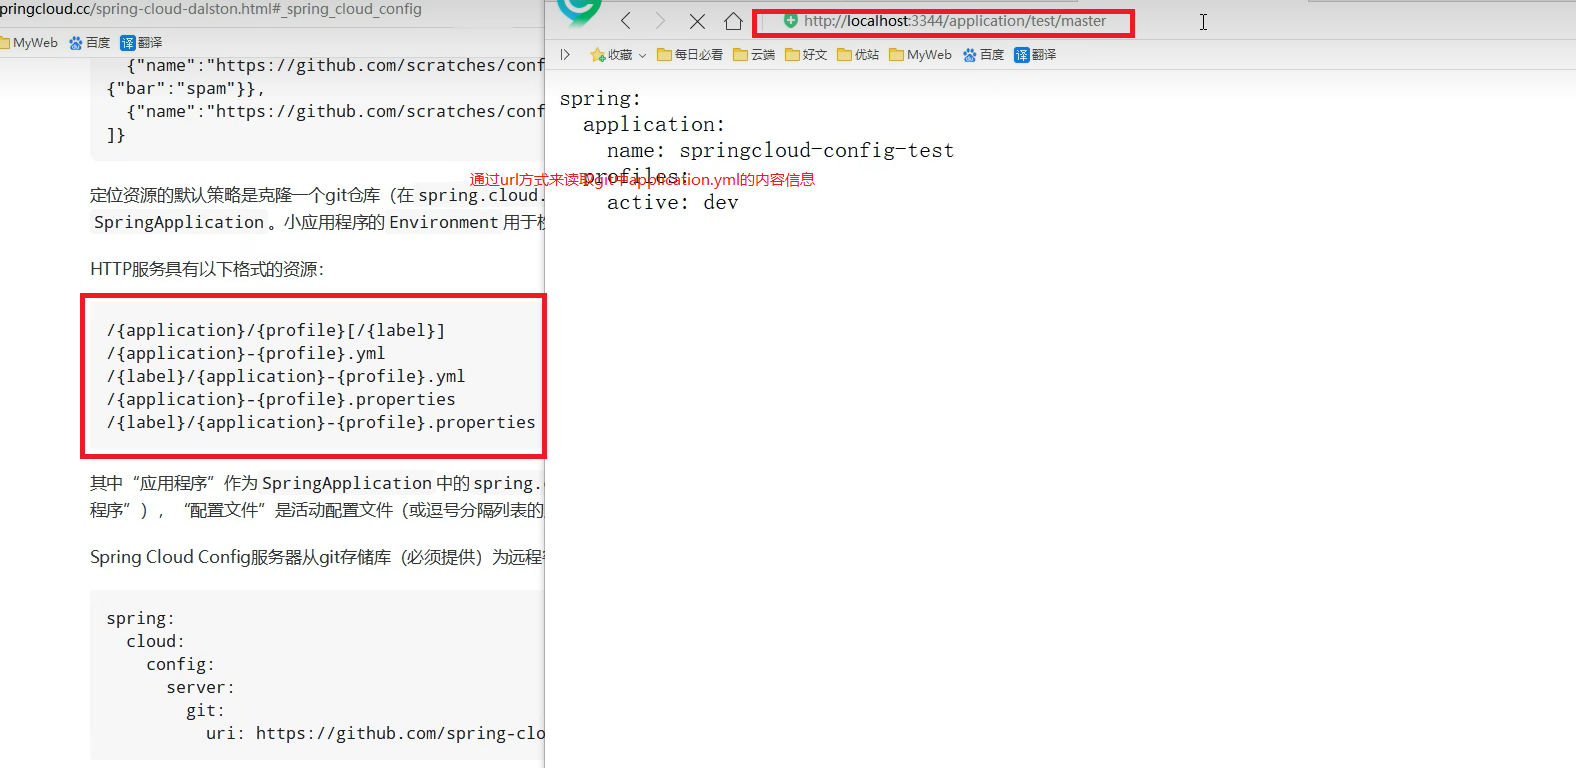 pringcloud.cc/spring-cloud-dalston.html#_spring_cloud_config
MyWeb 百度 译 翻译
{"name":"https://github.com/scratches/conf
{"bar":"spam"}},
{"name":"https://github.com/scratches/conf
]}
定位资源的默认策略是克隆一个git仓库（在 spring.cloud.
SpringApplication 。小应用程序的 Environment 用于
HTTP服务具有以下格式的资源：
/{application}/{profile}[/{label}]
/{application}-{profile}.yml
/{label}/{application}-{profile}.yml
/{application}-{profile}.properties
/{label}/{application}-{profile}.properties
其中“应用程序”作为 SpringApplication 中的 spring.
程序”），“配置文件”是活动配置文件（或逗号分隔列表的
Spring Cloud Config服务器从git存储库（必须提供）为远程
spring:
cloud:
config:
server:
git:
uri: https://github.com/spring-clo
http://localhost:3344/application/test/master
收藏 每日必看 云端 好文 优站 MyWeb 百度 译 翻译
spring:
application:
name: springcloud-config-test
profiles:
active: dev
通过url方式来读取git中application.yml的内容信息